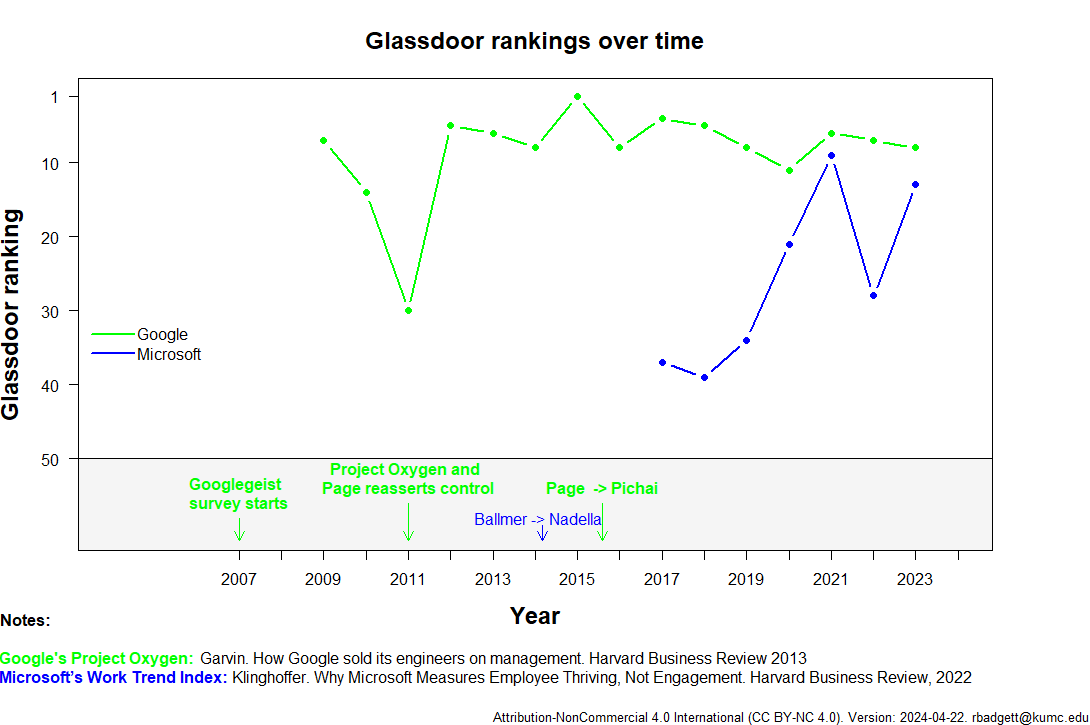 Glassdoor rankings over time
Glassdoor ranking
1
10
20
30
40
50
Google
Microsoft
Googlegeist
survey starts
Project Oxygen and
Page reasserts control
Page -> Pichai
Ballmer -> Nadella
2007 2009 2011 2013 2015 2017 2019 2021 2023
Year
Notes:
Google's Project Oxygen: Garvin. How Google sold its engineers on management. Harvard Business Review 2013
Microsoft’s Work Trend Index: Klinghoffer. Why Microsoft Measures Employee Thriving, Not Engagement. Harvard Business Review, 2022
Attribution-NonCommercial 4.0 International (CC BY-NC 4.0). Version: 2024-04-22. rbadgett@kumc.edu